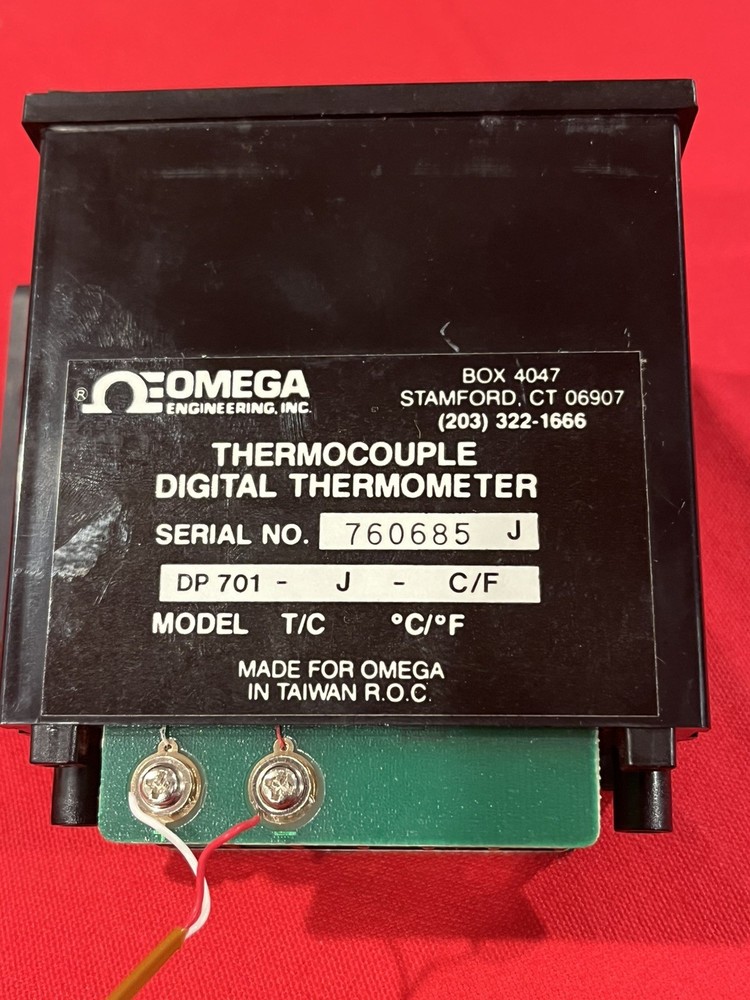 ® OMEGA
ENGINEERING, INC.
BOX 4047
STAMFORD, CT 06907
(203) 322-1666
THERMOCOUPLE
DIGITAL THERMOMETER
SERIAL NO. 760685 J
DP 701 - J - C/F
MODEL T/C °C/°F
MADE FOR OMEGA
IN TAIWAN R.O.C.